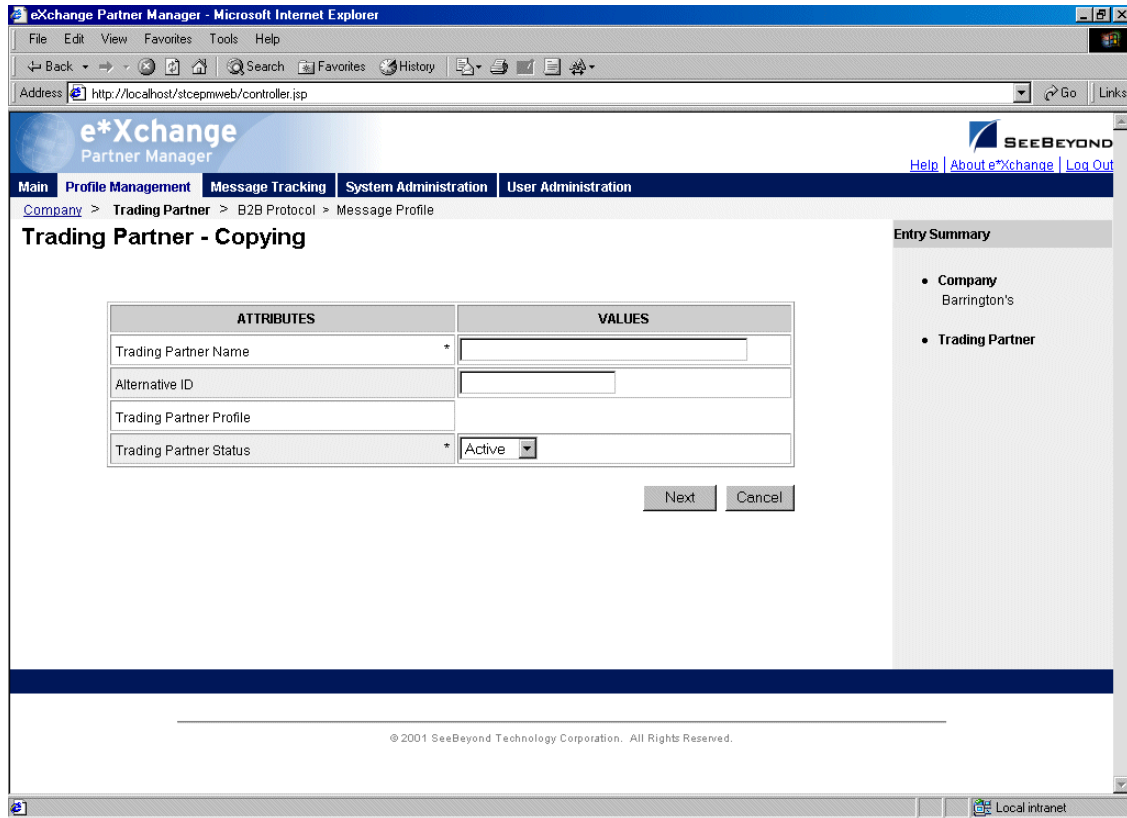 eXchange Partner Manager - Microsoft Internet Explorer
File Edit View Favorites Tools Help
Back Search Favorites History
Address http://localhost/stcepmweb/controller.jsp Go Links
e*Xchange
Partner Manager
SEEBEYOND
Help | About e*Xchange | Log Out
Main Profile Management Message Tracking System Administration User Administration
Company > Trading Partner > B2B Protocol > Message Profile
Trading Partner - Copying
Entry Summary
• Company
Barrington's
• Trading Partner
ATTRIBUTES VALUES
Trading Partner Name *
Alternative ID
Trading Partner Profile
Trading Partner Status * Active
Next Cancel
© 2001 SeeBeyond Technology Corporation. All Rights Reserved.
Local intranet